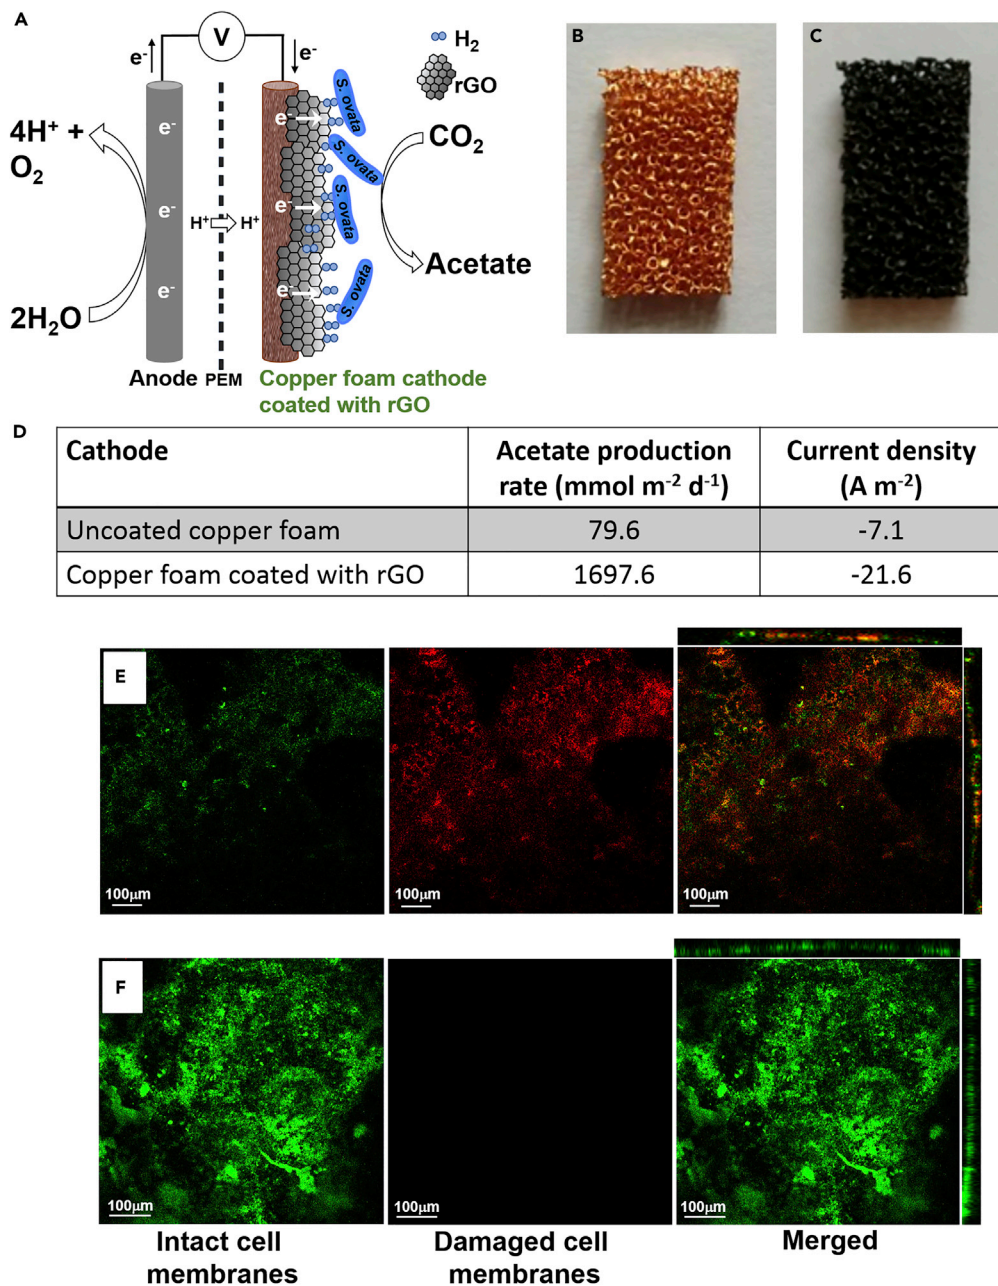 A
V
e-
e-
H2
rGO
4H+ +
O2
e-
e-
e-
H+
H+
2H2O
e-
e-
e-
S. ovata
S. ovata
S. ovata
S. ovata
CO2
Acetate
Anode
PEM
Copper foam cathode
coated with rGO
B
C
D
Cathode
Acetate production
rate (mmol m-2 d-1)
Current density
(A m-2)
Uncoated copper foam
79.6
-7.1
Copper foam coated with rGO
1697.6
-21.6
E
100μm
100μm
100μm
F
100μm
100μm
100μm
Intact cell
membranes
Damaged cell
membranes
Merged